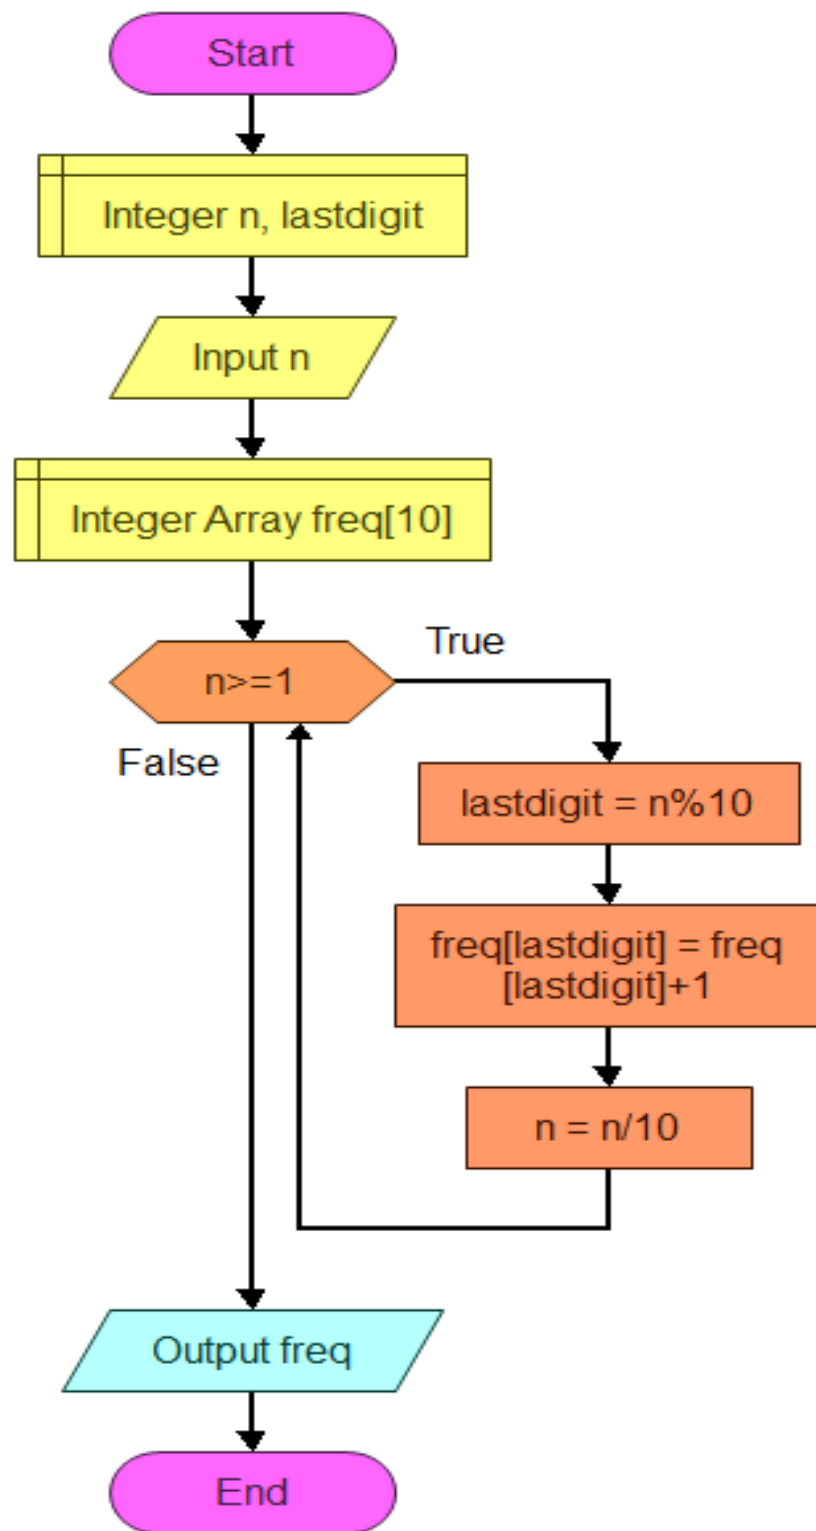 Start
Integer n, lastdigit
Input n
Integer Array freq[10]
n>=1
True
False
lastdigit = n%10
freq[lastdigit] = freq
[lastdigit]+1
n = n/10
Output freq
End